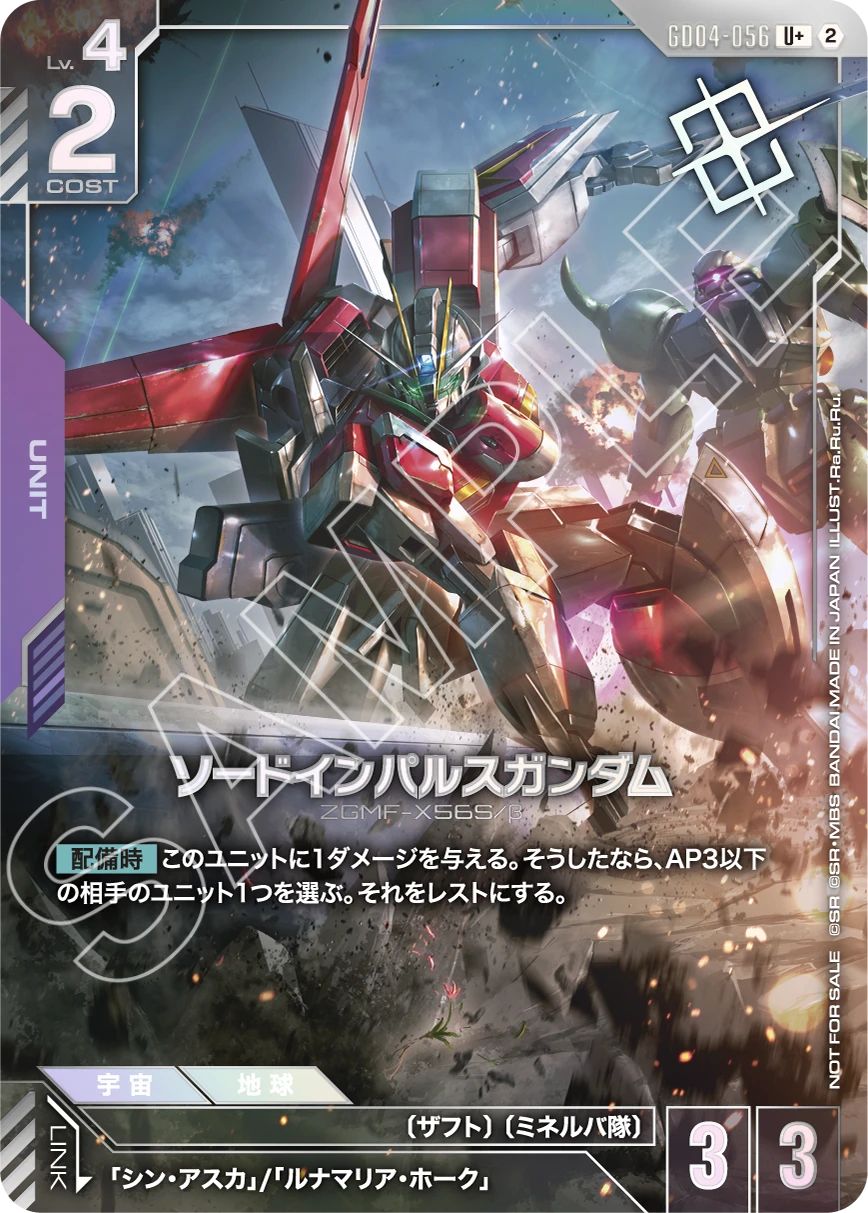 Lv. 4
2
COST
GD04-056 U+ 2
UNIT
SAMPLE
ソードインパルスガンダム
ZGMF-X56S/β
配備時 このユニットに1ダメージを与える。そうしたなら、AP3以下
の相手のユニット1つを選ぶ。それをレストにする。
宇宙 地球
〔ザフト〕〔ミネルバ隊〕
LINK
「シン・アスカ」/「ルナマリア・ホーク」
3 3
NOT FOR SALE ©SR ©SR・MBS BANDAI MADE IN JAPAN ILLUST.Ra.Ru.Ru.